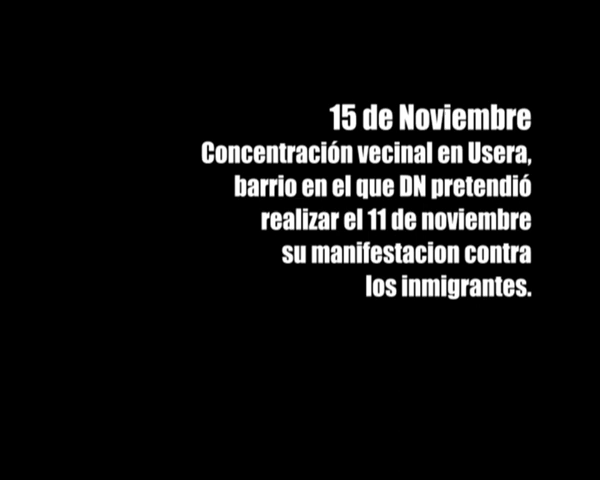 15 de Noviembre
Concentración vecinal en Usera,
barrio en el que DN pretendió
realizar el 11 de noviembre
su manifestacion contra
los inmigrantes.